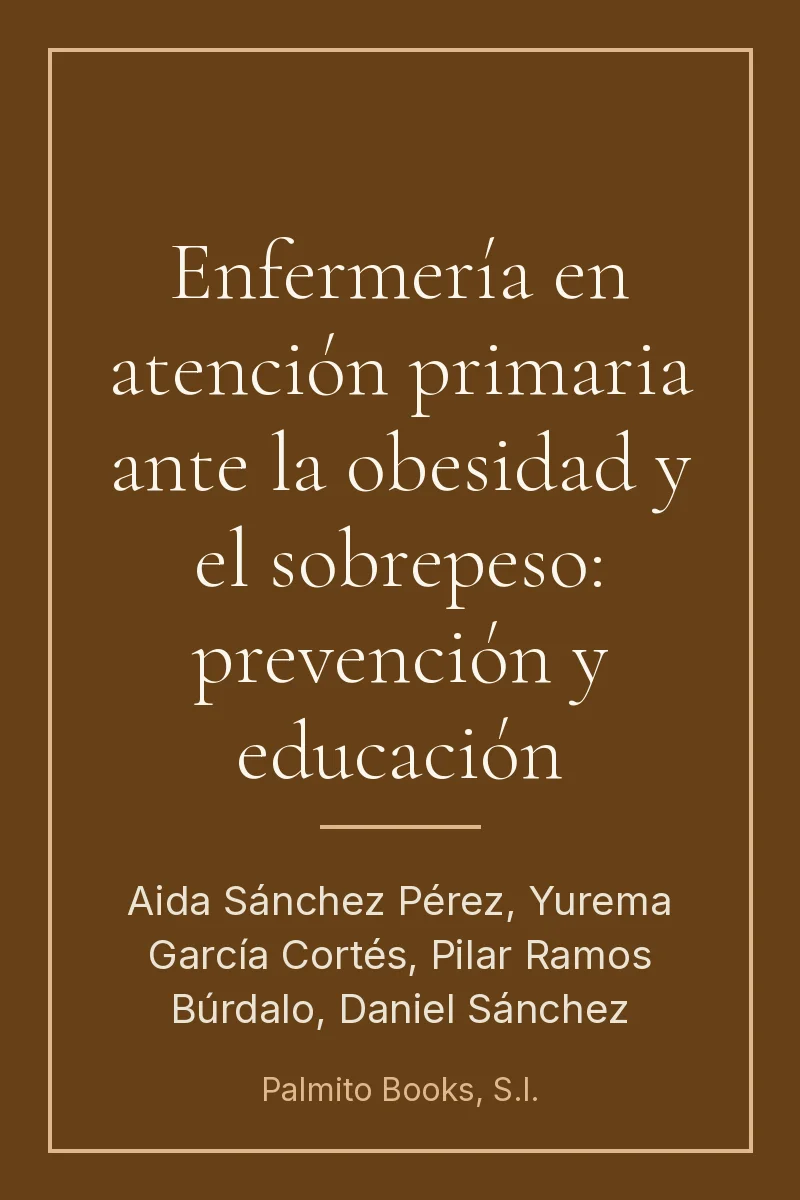 Enfermería en
atención primaria
ante la obesidad y
el sobrepeso:
prevención y
educación
Aida Sánchez Pérez, Yurema
García Cortés, Pilar Ramos
Búrdalo, Daniel Sánchez
Palmito Books, S.l.